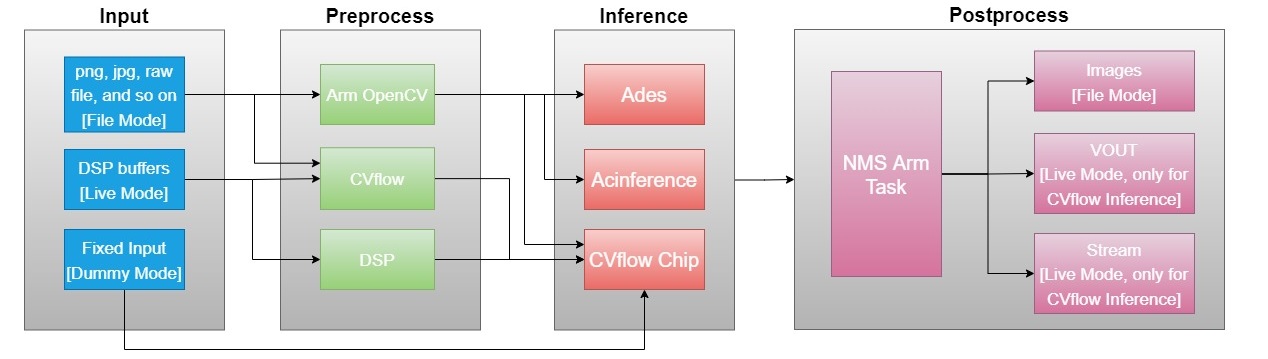 Input
png, jpg, raw
file, and so on
[File Mode]
DSP buffers
[Live Mode]
Fixed Input
[Dummy Mode]
Preprocess
Arm OpenCV
CVflow
DSP
Inference
Ades
Acinference
CVflow Chip
Postprocess
NMS Arm
Task
Images
[File Mode]
VOUT
[Live Mode, only for
CVflow Inference]
Stream
[Live Mode, only for
CVflow Inference]